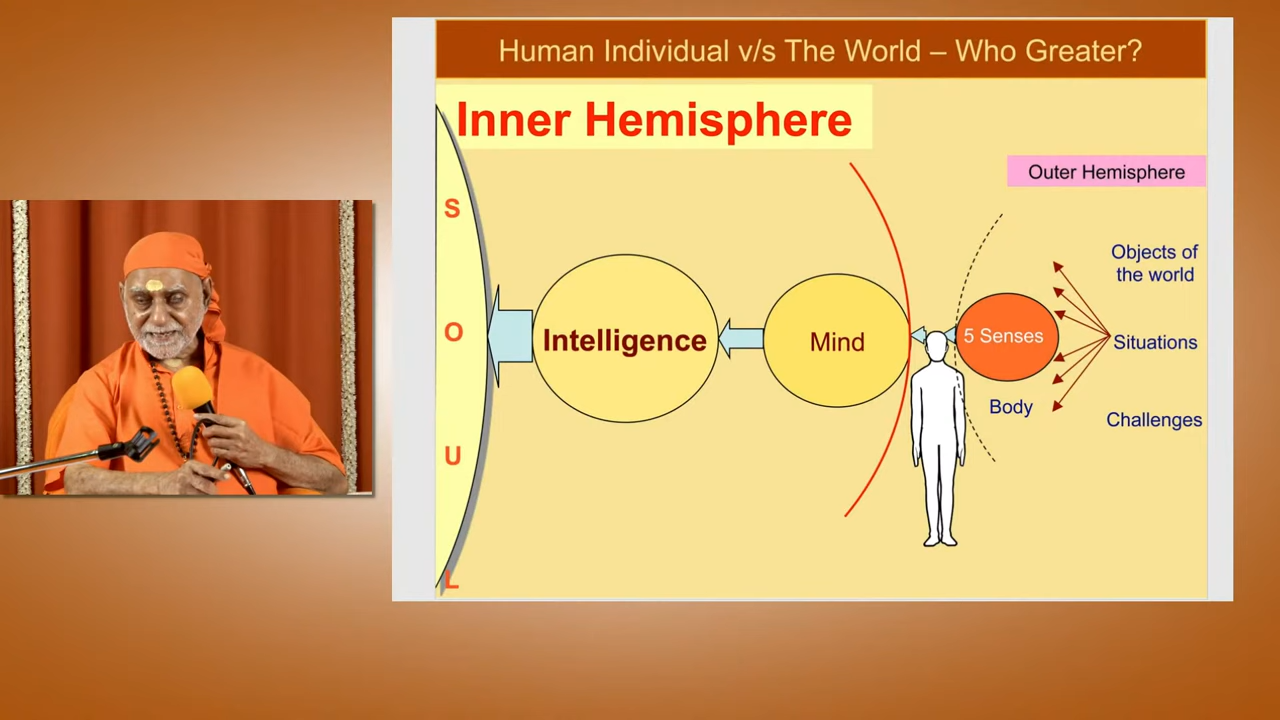 Human Individual v/s The World – Who Greater?
Inner Hemisphere
Outer Hemisphere
S
O
U
L
Intelligence
Mind
5 Senses
Body
Objects of
the world
Situations
Challenges